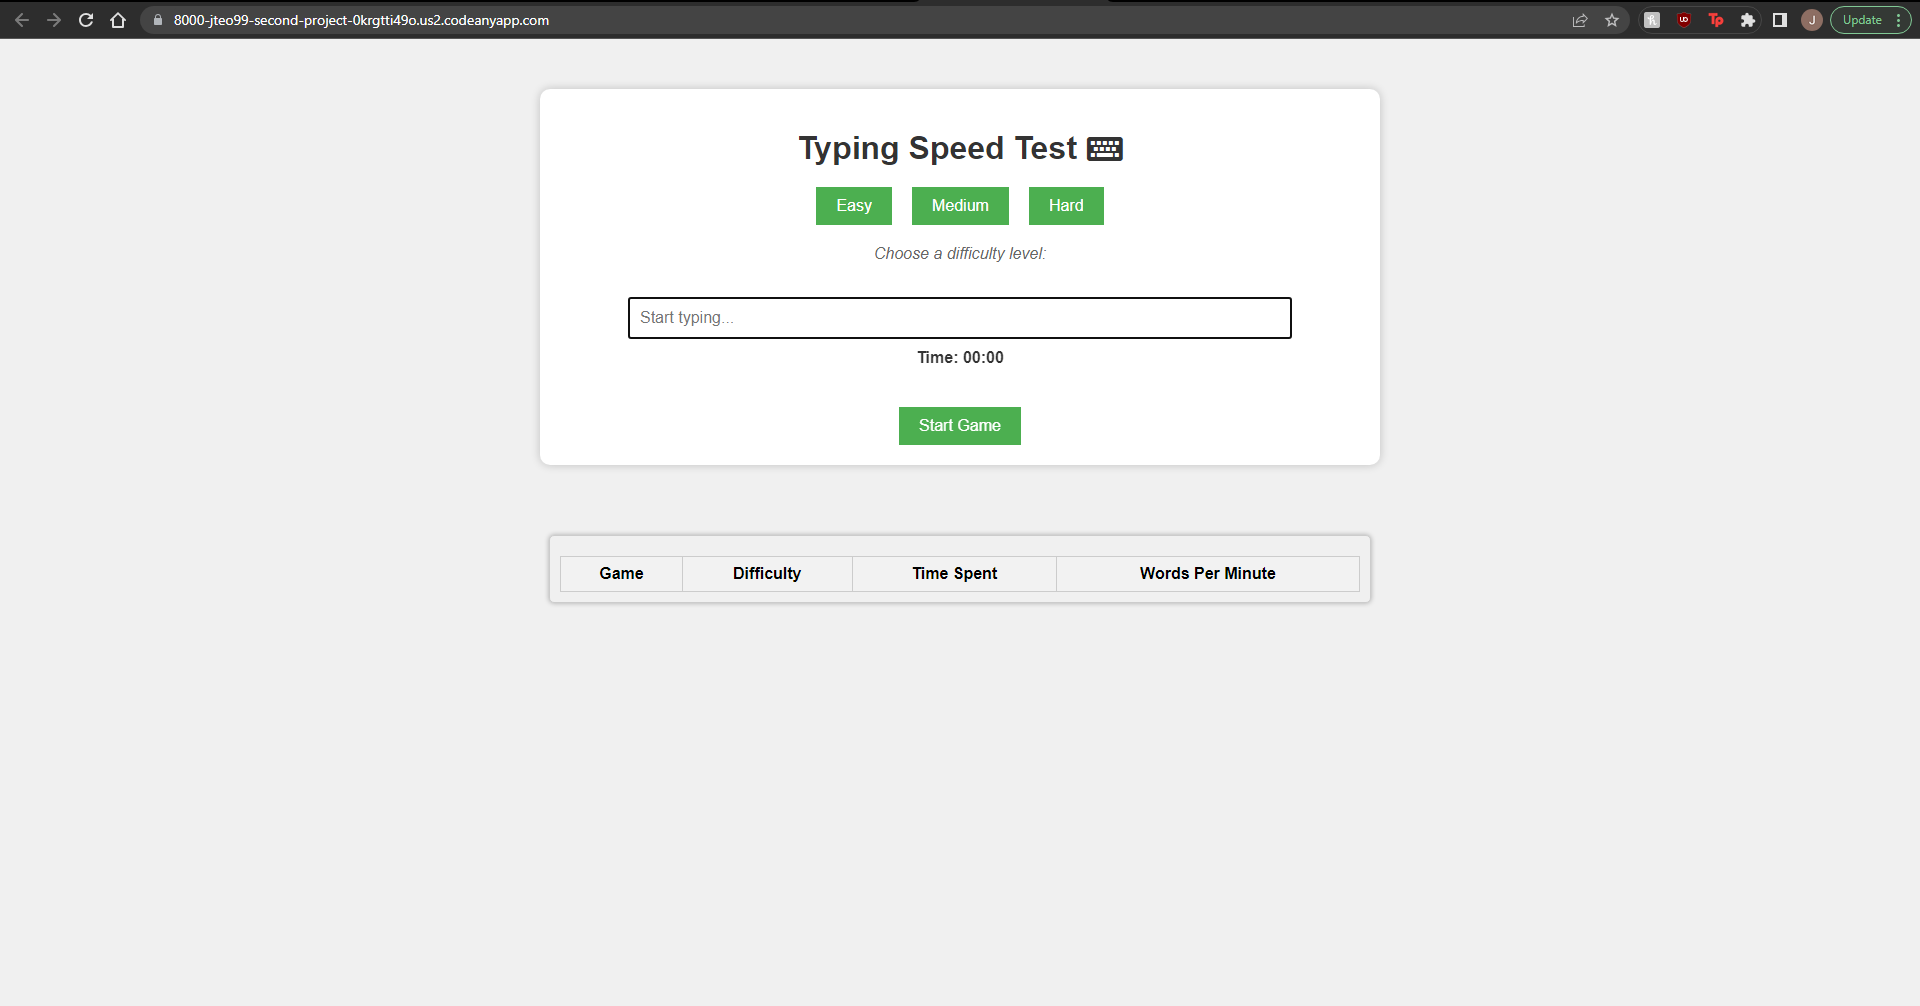 8000-jteo99-second-project-0krgtti49o.us2.codeanyapp.com
J
Update
Typing Speed Test
Easy Medium Hard
Choose a difficulty level:
Start typing...
Time: 00:00
Start Game
Game Difficulty Time Spent Words Per Minute